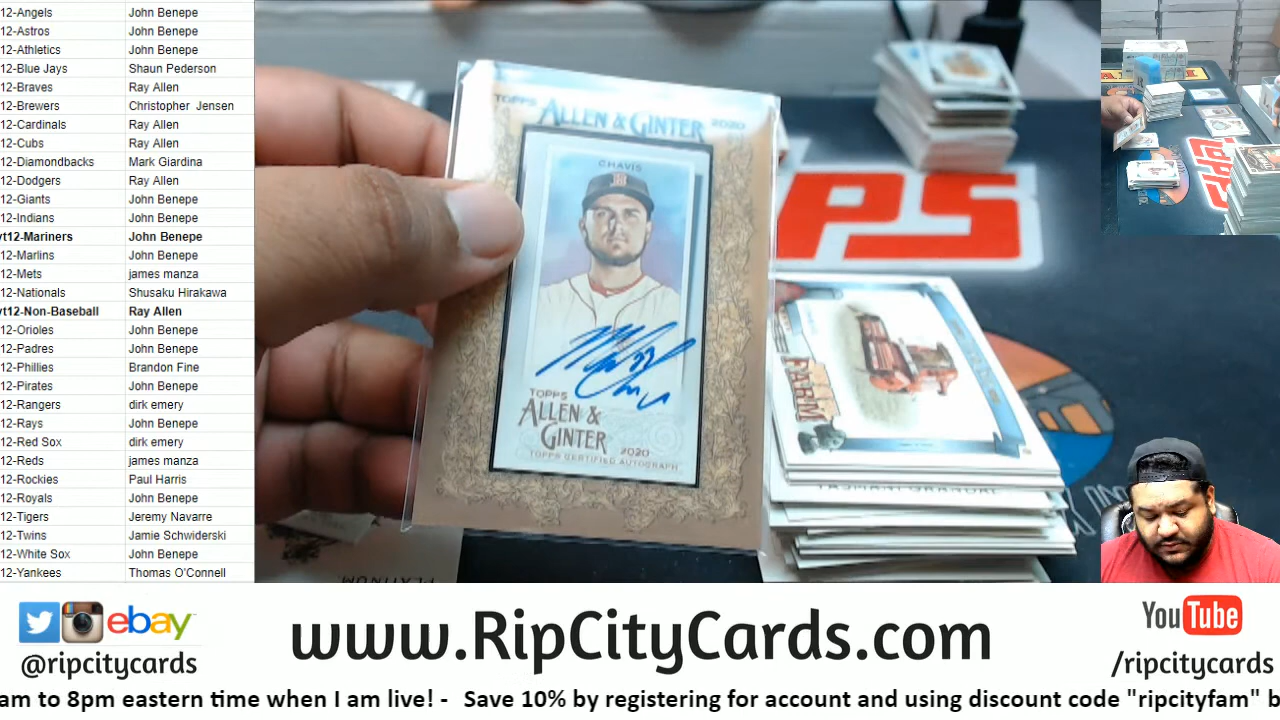 12-Angels John Benepe
12-Astros John Benepe
12-Athletics John Benepe
12-Blue Jays Shaun Pederson
12-Braves Ray Allen
12-Brewers Christopher Jensen
12-Cardinals Ray Allen
12-Cubs Ray Allen
12-Diamondbacks Mark Giardina
12-Dodgers Ray Allen
12-Giants John Benepe
12-Indians John Benepe
vt12-Mariners John Benepe
12-Marlins John Benepe
12-Mets james manza
12-Nationals Shusaku Hirakawa
vt12-Non-Baseball Ray Allen
12-Orioles John Benepe
12-Padres John Benepe
12-Phillies Brandon Fine
12-Pirates John Benepe
12-Rangers dirk emery
12-Rays John Benepe
12-Red Sox dirk emery
12-Reds james manza
12-Rockies Paul Harris
12-Royals John Benepe
12-Tigers Jeremy Navarre
12-Twins Jamie Schwiderski
12-White Sox John Benepe
12-Yankees Thomas O'Connell
TOPPS ALLEN & GINTER 2020
CHAVIS
TOPPS
ALLEN &
GINTER 2020
TOPPS CERTIFIED AUTOGRAPH
PS
FARM
YASMANI GRANDAL
PLATINUM
TOPPS
ebay
@ripcitycards
www.RipCityCards.com
YouTube
/ripcitycards
am to 8pm eastern time when I am live! - Save 10% by registering for account and using discount code "ripcityfam" b